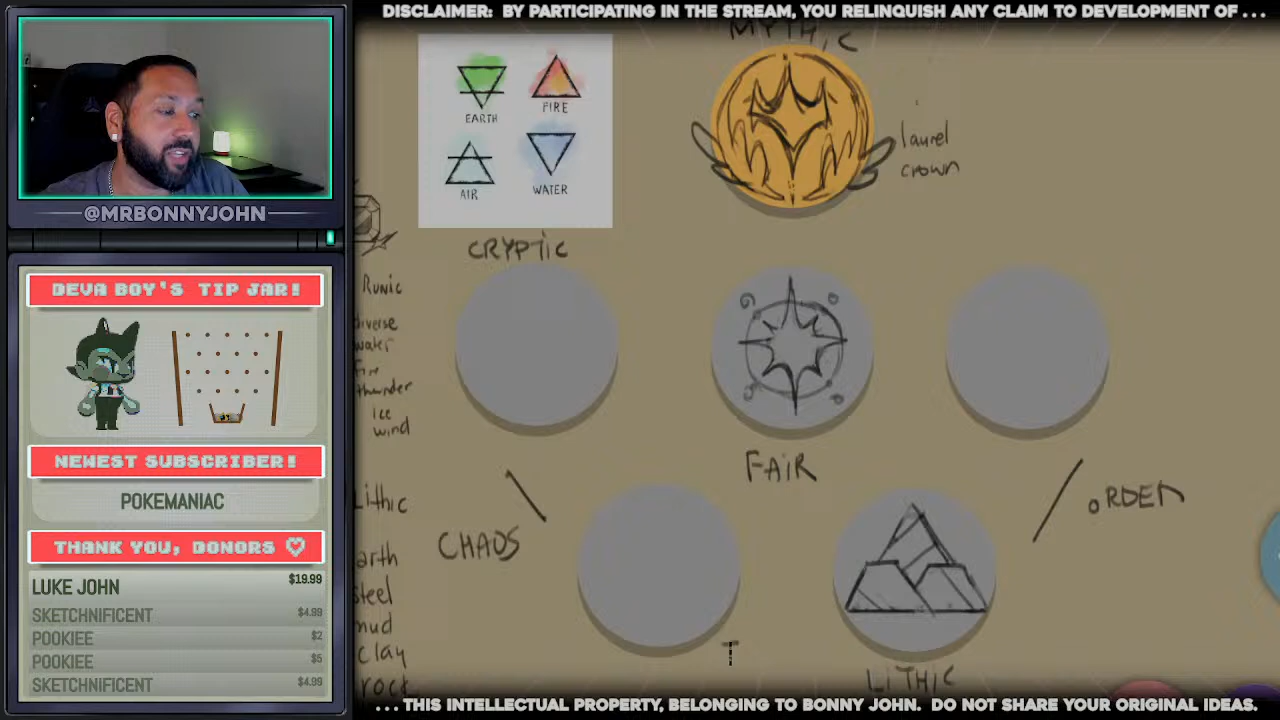 DISCLAIMER: BY PARTICIPATING IN THE STREAM, YOU RELINQUISH ANY CLAIM TO DEVELOPMENT OF ...
@MRBONNYJOHN
DEVA BOY'S TIP JAR!
NEWEST SUBSCRIBER!
POKEMANIAC
THANK YOU, DONORS ♡
LUKE JOHN $19.99
SKETCHNIFICENT $4.99
POOKIEE $2
POOKIEE $5
SKETCHNIFICENT $4.99
EARTH
FIRE
AIR
WATER
MYTHIC
laurel
crown
CRYPTIC
Runic
diverse
water
Fire
thunder
ice
wind
FAIR
CHAOS
ORDER
Lithic
arth
steel
mud
clay
rock
LITHIC
... THIS INTELLECTUAL PROPERTY, BELONGING TO BONNY JOHN. DO NOT SHARE YOUR ORIGINAL IDEAS.